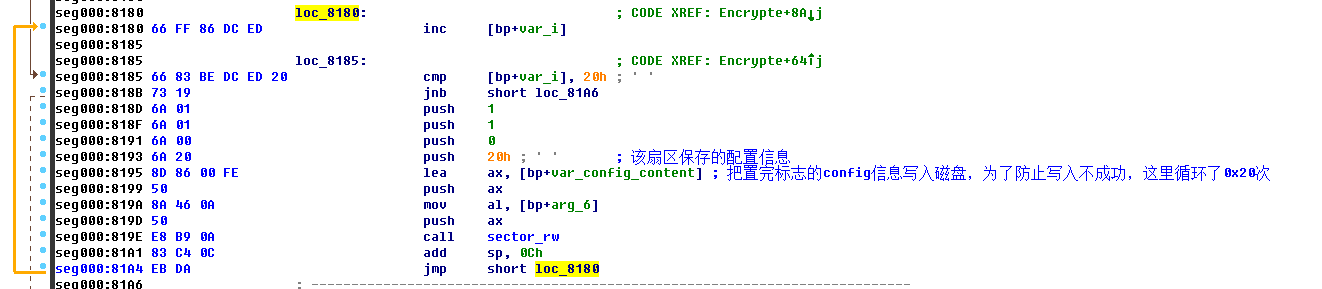 seg000:8180 loc_8180: ; CODE XREF: Encrypte+8A↓j
seg000:8180 66 FF 86 DC ED inc [bp+var_i]
seg000:8185
seg000:8185 loc_8185: ; CODE XREF: Encrypte+64↑j
seg000:8185 66 83 BE DC ED 20 cmp [bp+var_i], 20h ; ' '
seg000:818B 73 19 jnb short loc_81A6
seg000:818D 6A 01 push 1
seg000:818F 6A 01 push 1
seg000:8191 6A 00 push 0
seg000:8193 6A 20 push 20h ; ' ' ; 该扇区保存的配置信息
seg000:8195 8D 86 00 FE lea ax, [bp+var_config_content] ; 把置完标志的config信息写入磁盘，为了防止写入不成功，这里循环了0x20次
seg000:8199 50 push ax
seg000:819A 8A 46 0A mov al, [bp+arg_6]
seg000:819D 50 push ax
seg000:819E E8 B9 0A call sector_rw
seg000:81A1 83 C4 0C add sp, 0Ch
seg000:81A4 EB DA jmp short loc_8180
seg000:81A6 ; ---------------------------------------------------------------------------